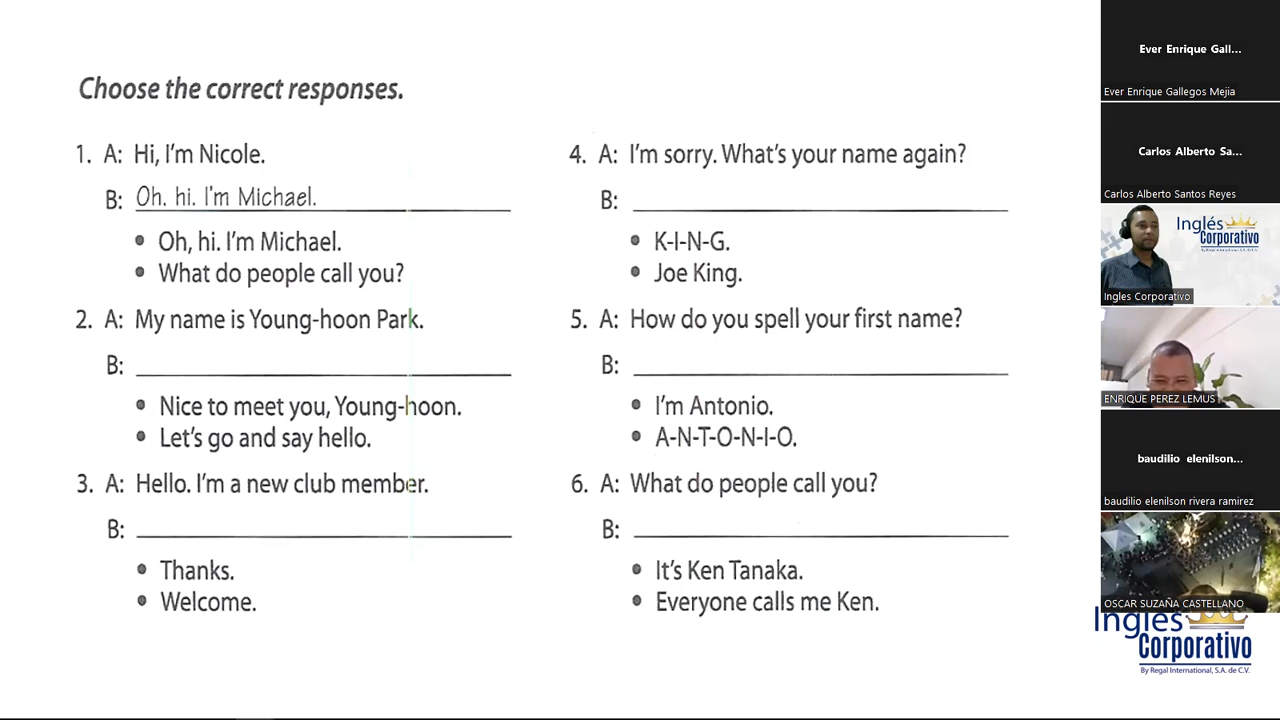 Choose the correct responses.
1. A: Hi, I'm Nicole.
B: Oh. hi. I'm Michael.
• Oh, hi. I'm Michael.
• What do people call you?
2. A: My name is Young-hoon Park.
B:
• Nice to meet you, Young-hoon.
• Let's go and say hello.
3. A: Hello. I'm a new club member.
B:
• Thanks.
• Welcome.
4. A: I'm sorry. What's your name again?
B:
• K-I-N-G.
• Joe King.
5. A: How do you spell your first name?
B:
• I'm Antonio.
• A-N-T-O-N-I-O.
6. A: What do people call you?
B:
• It's Ken Tanaka.
• Everyone calls me Ken.
Ever Enrique Gall...
Ever Enrique Gallegos Mejia
Carlos Alberto Sa...
Carlos Alberto Santos Reyes
Inglés
Corporativo
By Regal International, S.A. de C.V.
Ingles Corporativo
ENRIQUE PEREZ LEMUS
baudilio elenilson...
baudilio elenilson rivera ramirez
OSCAR SUZAÑA CASTELLANO
Inglés
Corporativo
By Regal International, S.A. de C.V.